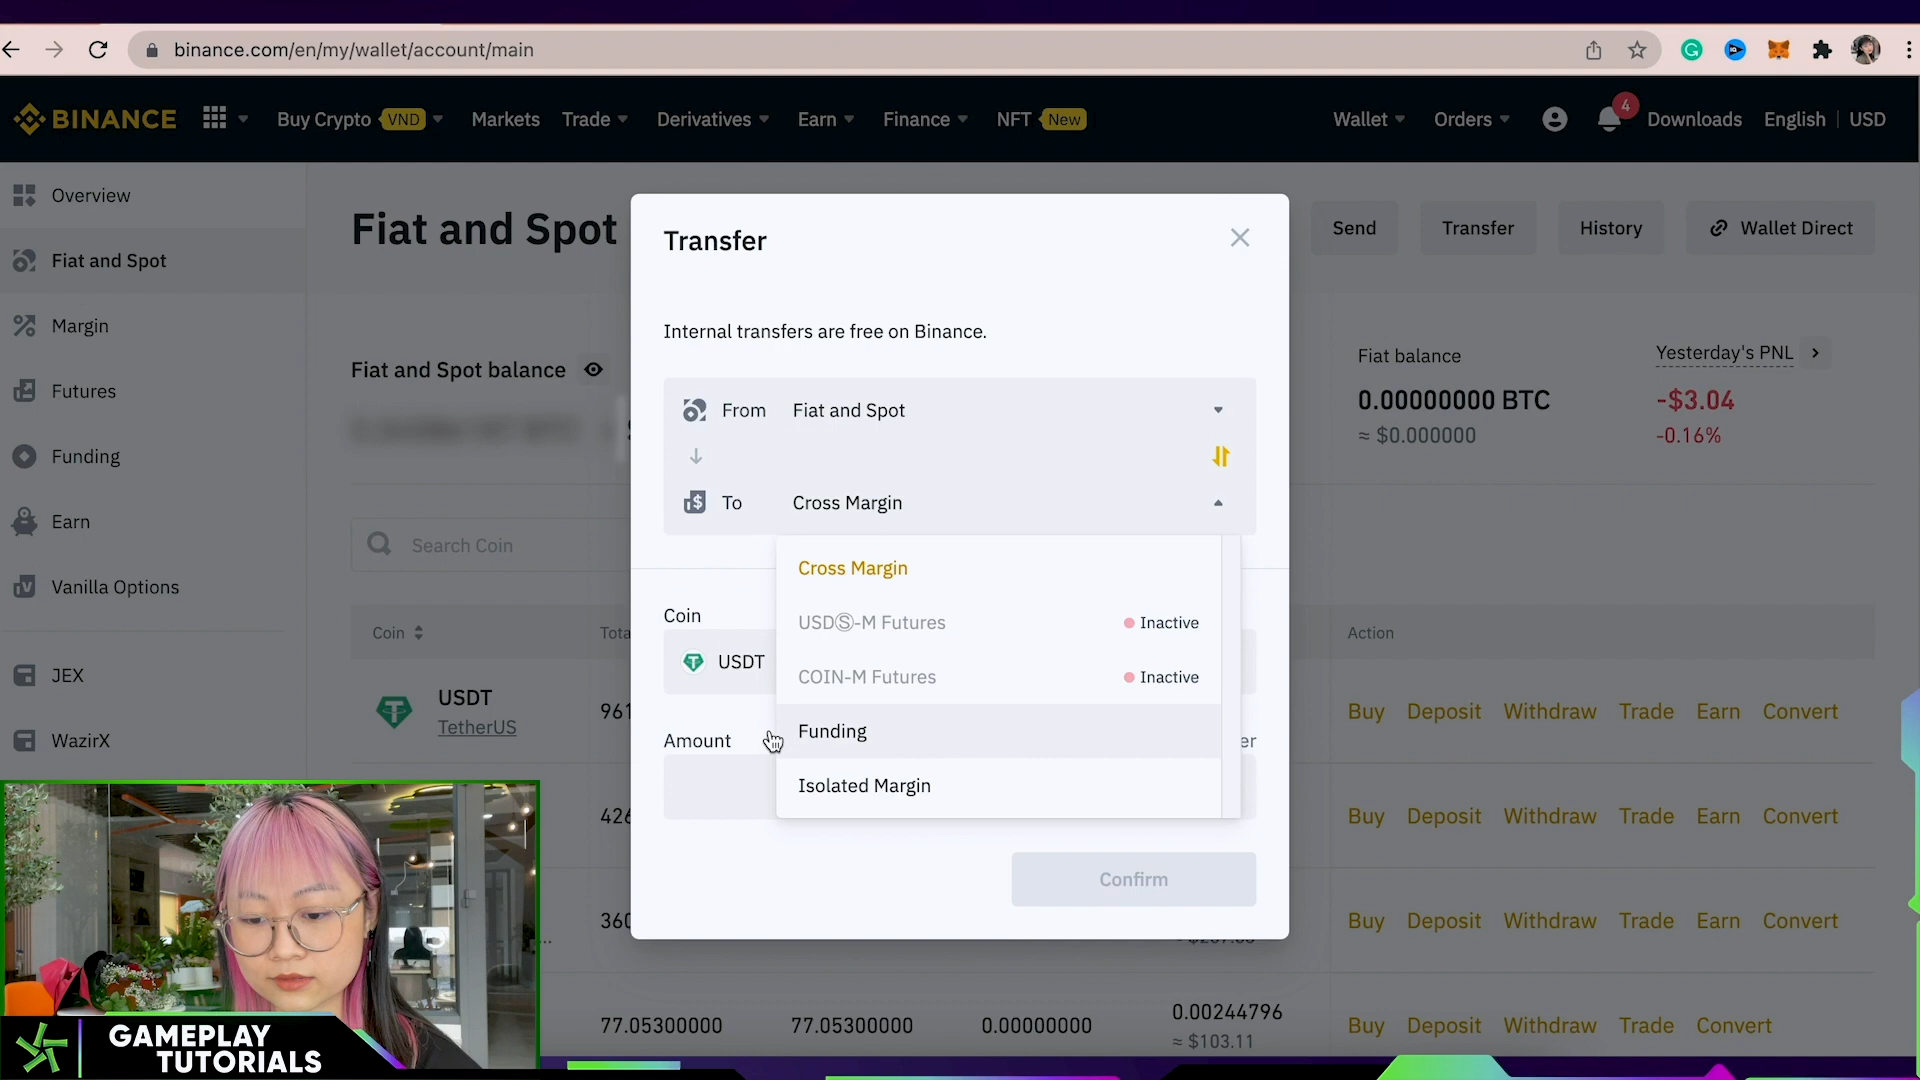 binance.com/en/my/wallet/account/main
BINANCE Buy Crypto VND Markets Trade Derivatives Earn Finance NFT New Wallet Orders 4 Downloads English USD
Overview
Fiat and Spot
Margin
Futures
Funding
Earn
Vanilla Options
JEX
WazirX
Fiat and Spot
Send Transfer History Wallet Direct
Fiat and Spot balance
Fiat balance
0.00000000 BTC
≈ $0.000000
Yesterday's PNL
-$3.04
-0.16%
Search Coin
Coin
Action
USDT
TetherUS
Buy Deposit Withdraw Trade Earn Convert
Buy Deposit Withdraw Trade Earn Convert
Buy Deposit Withdraw Trade Earn Convert
77.05300000 77.05300000 0.00000000 0.00244796
≈ $103.11
Buy Deposit Withdraw Trade Convert
Transfer
Internal transfers are free on Binance.
From Fiat and Spot
To Cross Margin
Cross Margin
USDⓈ-M Futures Inactive
COIN-M Futures Inactive
Funding
Isolated Margin
Coin
USDT
Amount
Confirm
GAMEPLAY
TUTORIALS